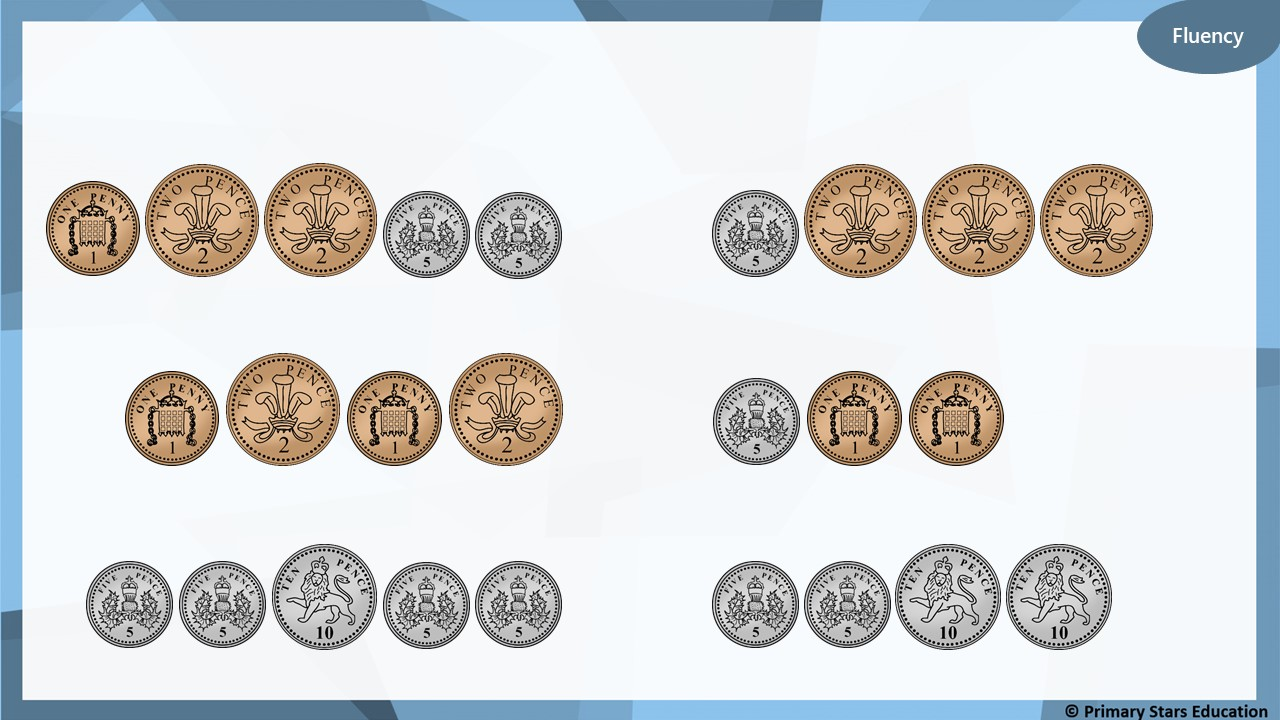 Fluency
ONE PENNY 1 TWO PENCE 2 TWO PENCE 2 FIVE PENCE 5 FIVE PENCE 5
FIVE PENCE 5 TWO PENCE 2 TWO PENCE 2 TWO PENCE 2
ONE PENNY 1 TWO PENCE 2 ONE PENNY 1 TWO PENCE 2
FIVE PENCE 5 ONE PENNY 1 ONE PENNY 1
FIVE PENCE 5 FIVE PENCE 5 TEN PENCE 10 FIVE PENCE 5 FIVE PENCE 5
FIVE PENCE 5 FIVE PENCE 5 TEN PENCE 10 TEN PENCE 10
© Primary Stars Education